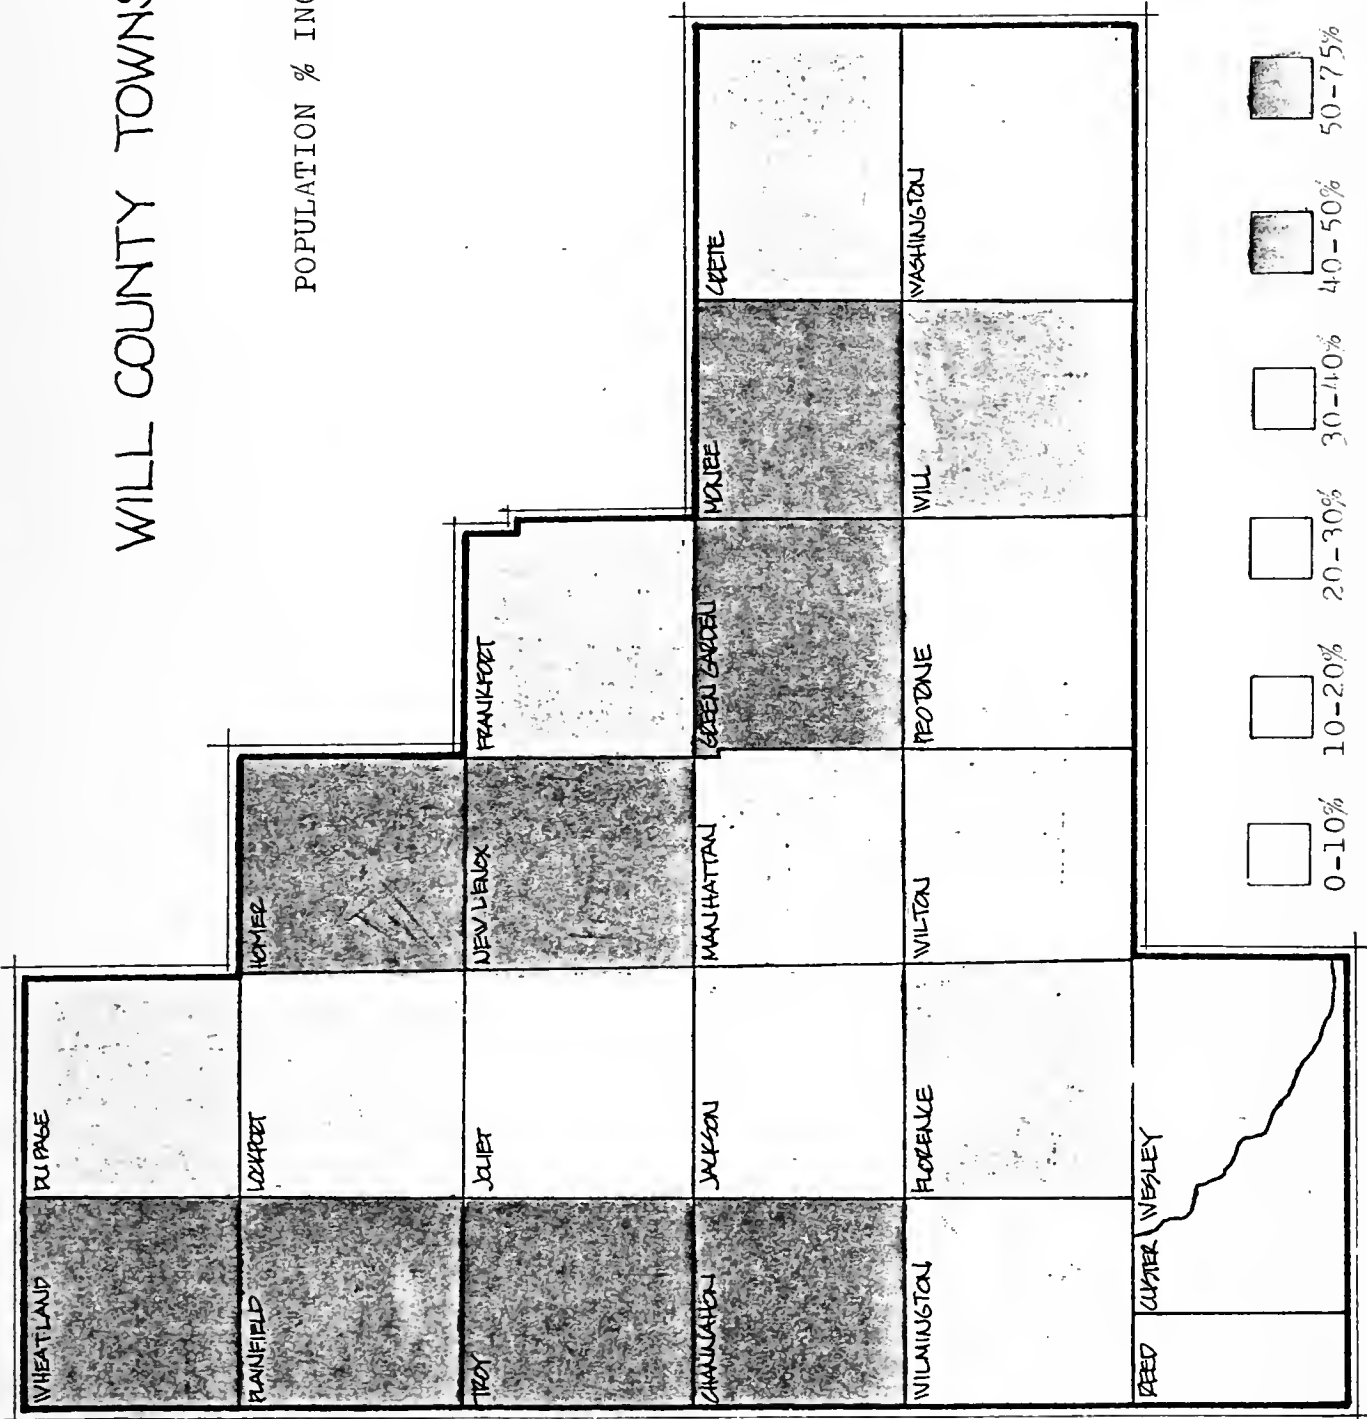 WILL COUNTY TOWNS
POPULATION % INC
WHEATLAND
DU PAGE
PLAINFIELD
LOCKPORT
HOMER
TROY
JOLIET
NEW LENOX
FRANKFORT
CHANNAHON
JACKSON
MANHATTAN
GREEN GARDEN
MONEE
CRETE
WILMINGTON
FLORENCE
WILTON
PEOTONE
WILL
WASHINGTON
REED
CUSTER
WESLEY
0-10%
10-20%
20-30%
30-40%
40-50%
50-75%